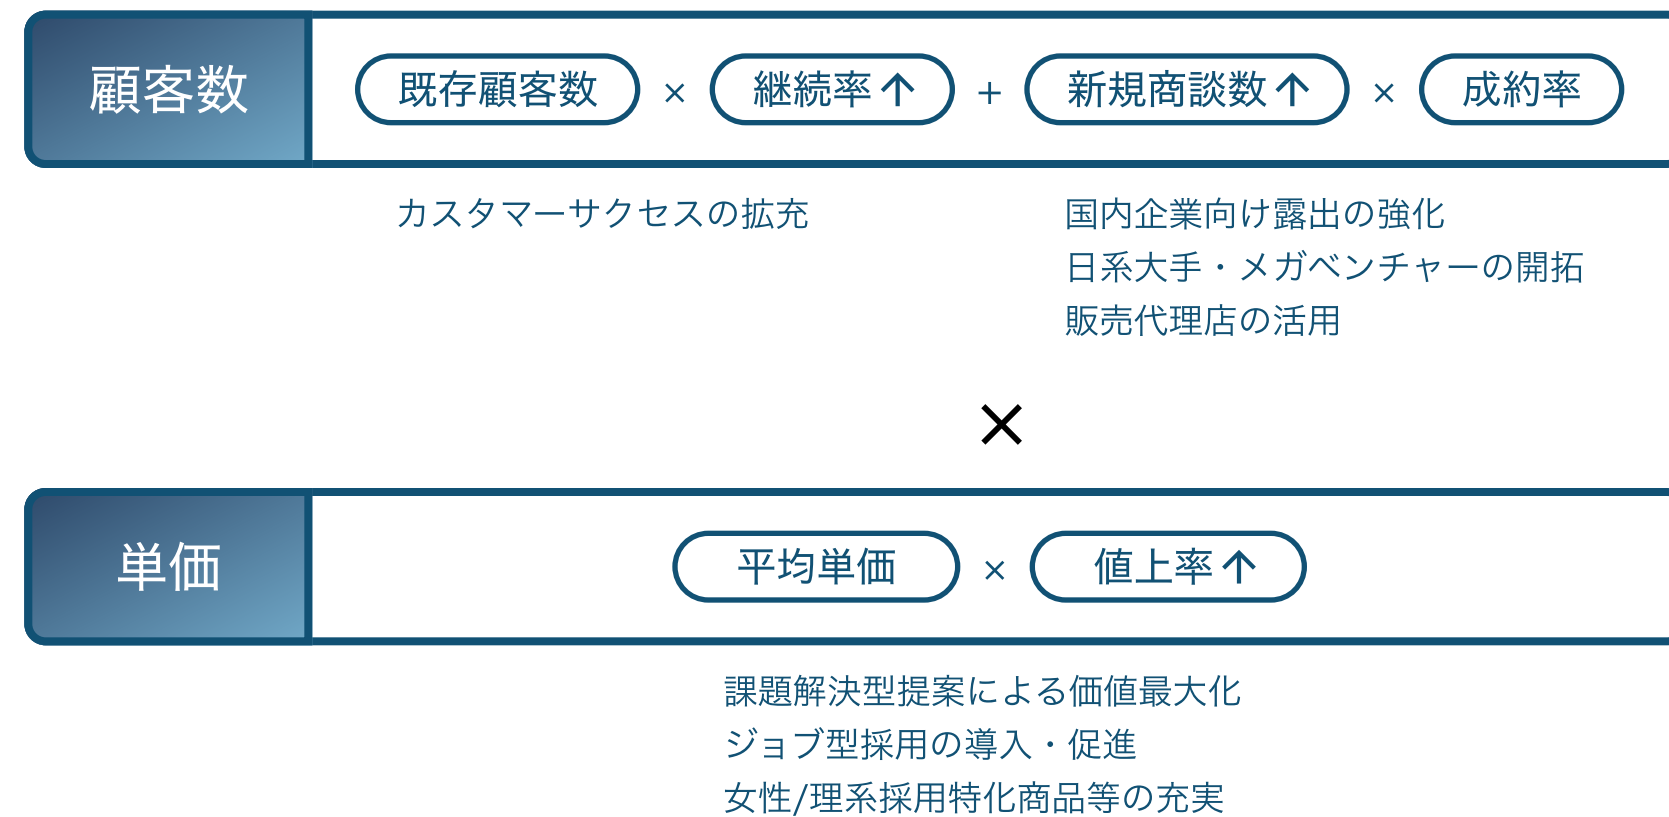 顧客数 既存顧客数 × 継続率↑ + 新規商談数↑ × 成約率
カスタマーサクセスの拡充
国内企業向け露出の強化
日系大手・メガベンチャーの開拓
販売代理店の活用
×
単価 平均単価 × 値上率↑
課題解決型提案による価値最大化
ジョブ型採用の導入・促進
女性/理系採用特化商品等の充実